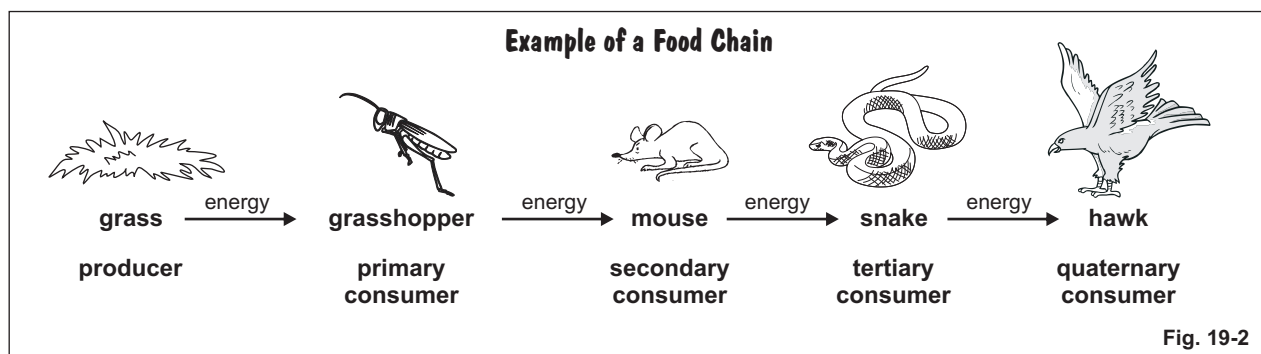 Example of a Food Chain
grass energy grasshopper energy mouse energy snake energy hawk
producer primary consumer secondary consumer tertiary consumer quaternary consumer
Fig. 19-2